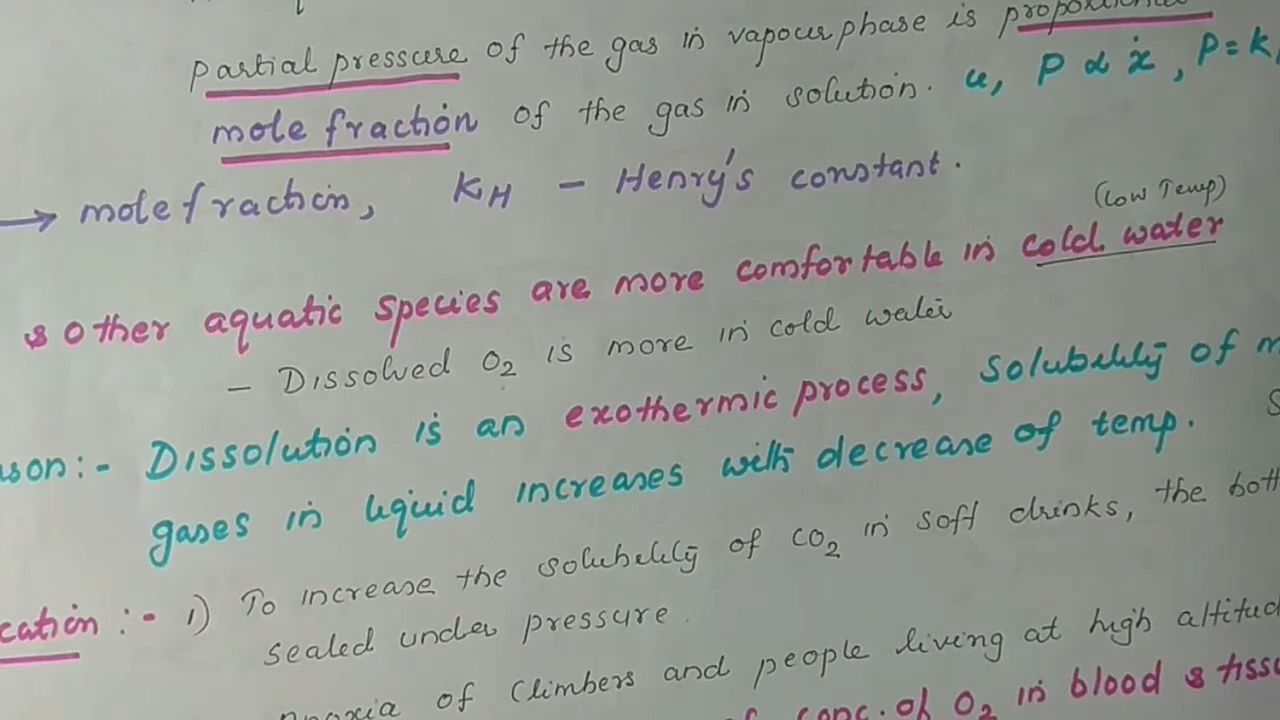 Partial pressure of the gas in vapour phase is
mole fraction of the gas in solution. ie, P α x, P = K
→ mole fraction, KH - Henry's constant.
(Low Temp)
& other aquatic species are more comfortable in cold water
- Dissolved O2 is more in cold water
Dissolution is an exothermic process, solubility of
gases in liquid increases with decrease of temp.
:- 1) To increase the solubility of CO2 in soft drinks, the
sealed under pressure.
of climbers and people living at high
conc. of O2 in blood &